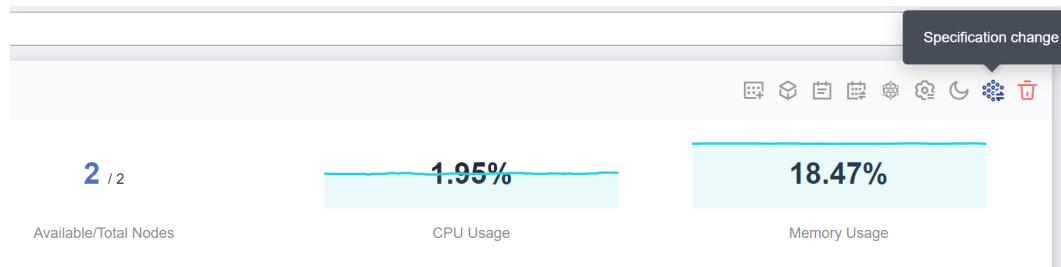 Specification change
2 / 2
1.95%
18.47%
Available/Total Nodes
CPU Usage
Memory Usage